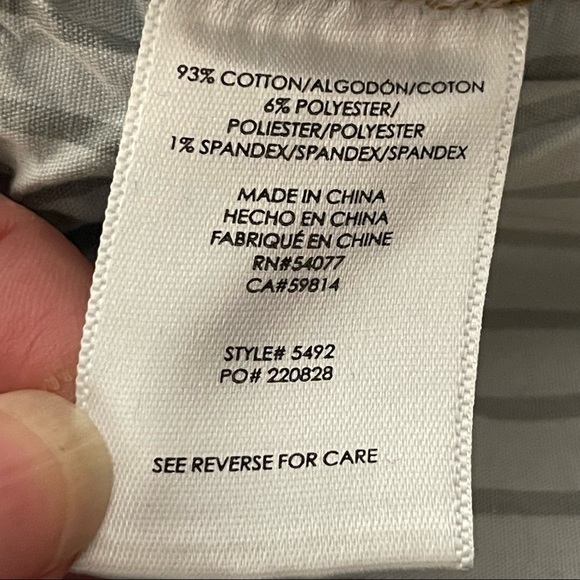 93% COTTON/ALGODÓN/COTON
6% POLYESTER/
POLIESTER/POLYESTER
1% SPANDEX/SPANDEX/SPANDEX
MADE IN CHINA
HECHO EN CHINA
FABRIQUÉ EN CHINE
RN#54077
CA#59814
STYLE# 5492
PO# 220828
SEE REVERSE FOR CARE